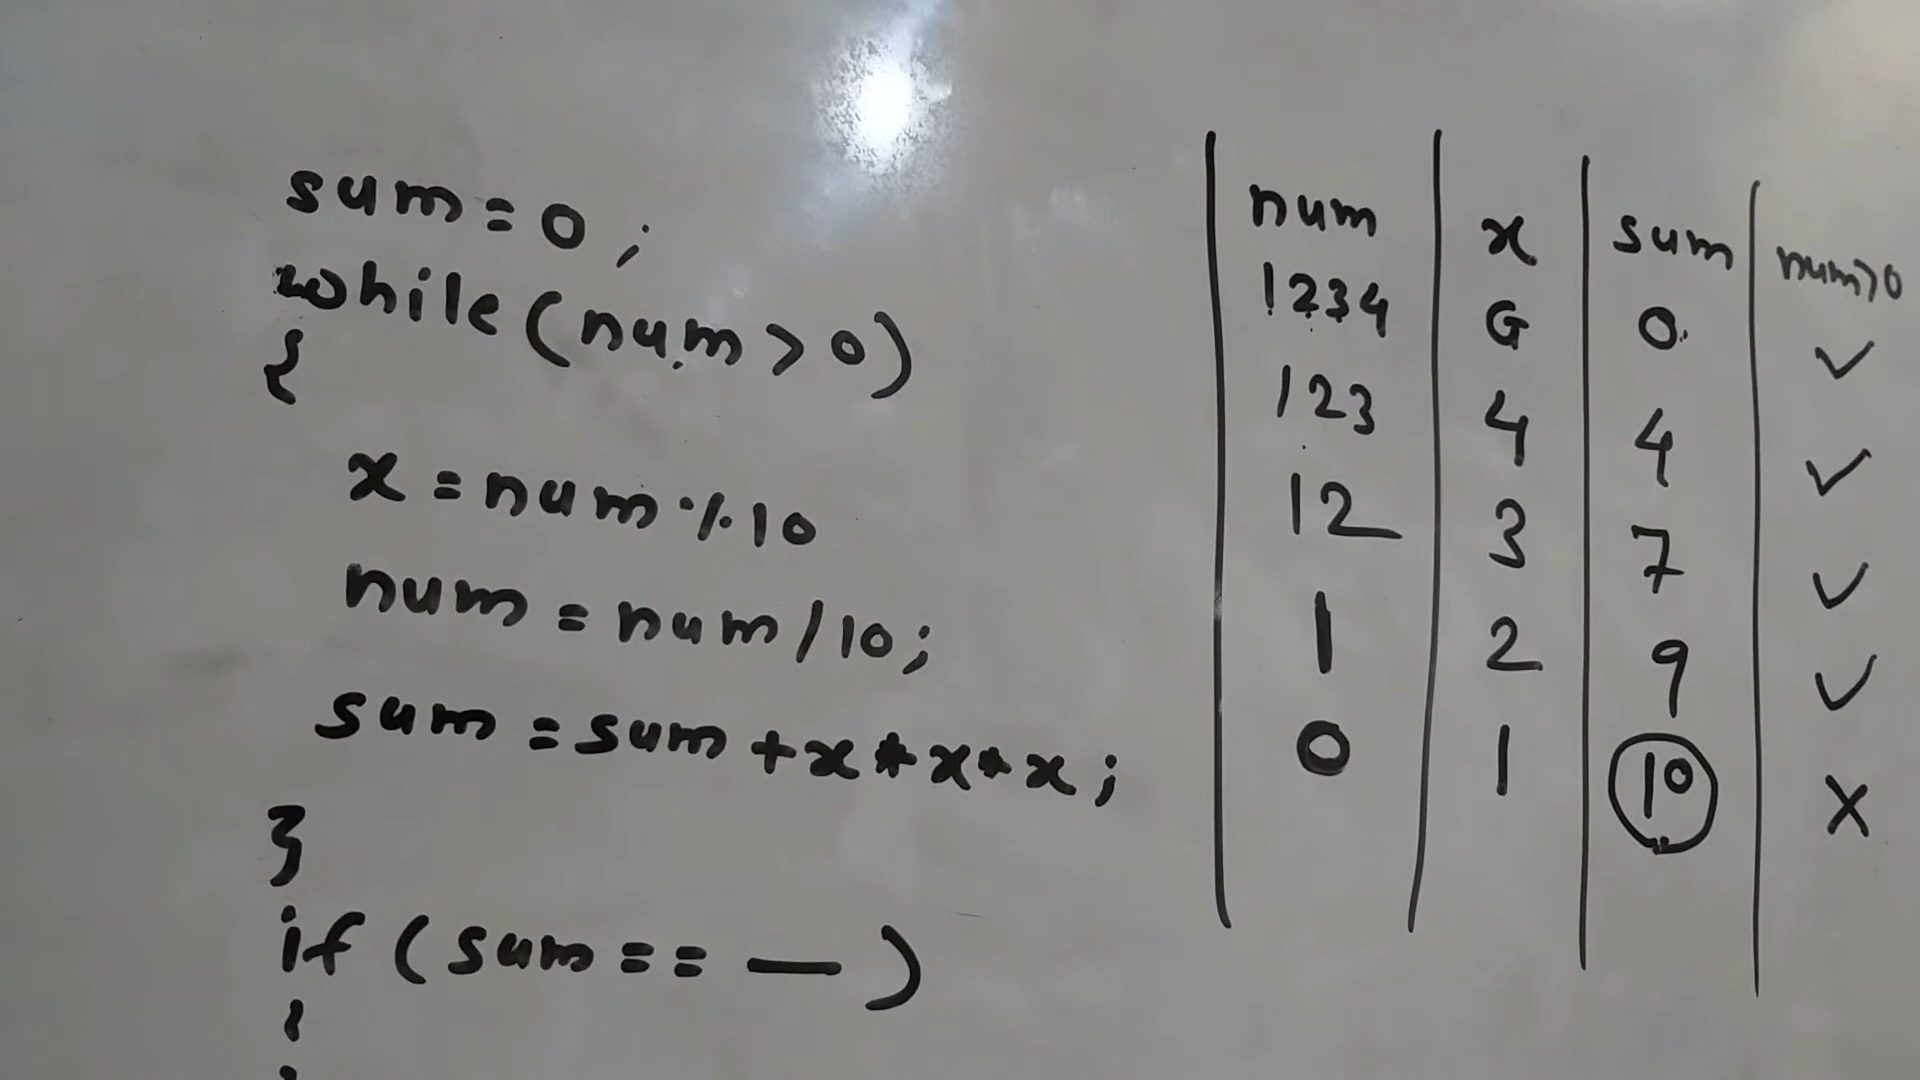 sum=0;
while(num>0)
{
x=num%10
num=num/10;
sum=sum+x*x*x;
}
if(sum==—)
{
num x sum num>0
1234 G 0 ✓
123 4 4 ✓
12 3 7 ✓
1 2 9 ✓
0 1 10 X